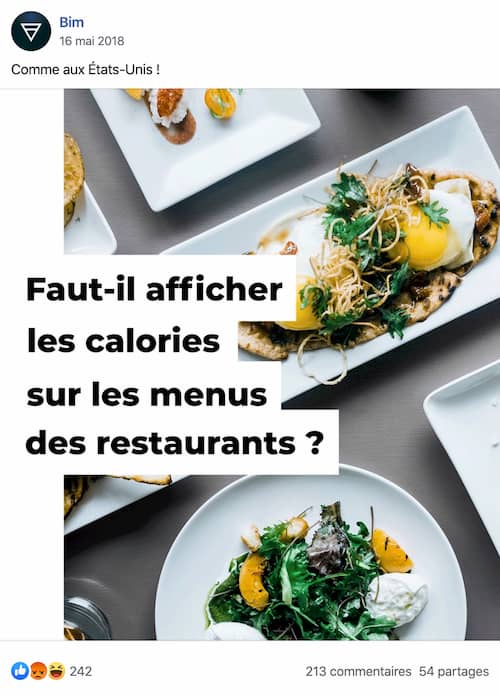 Bim
16 mai 2018
Comme aux États-Unis !
Faut-il afficher
les calories
sur les menus
des restaurants ?
242
213 commentaires 54 partages